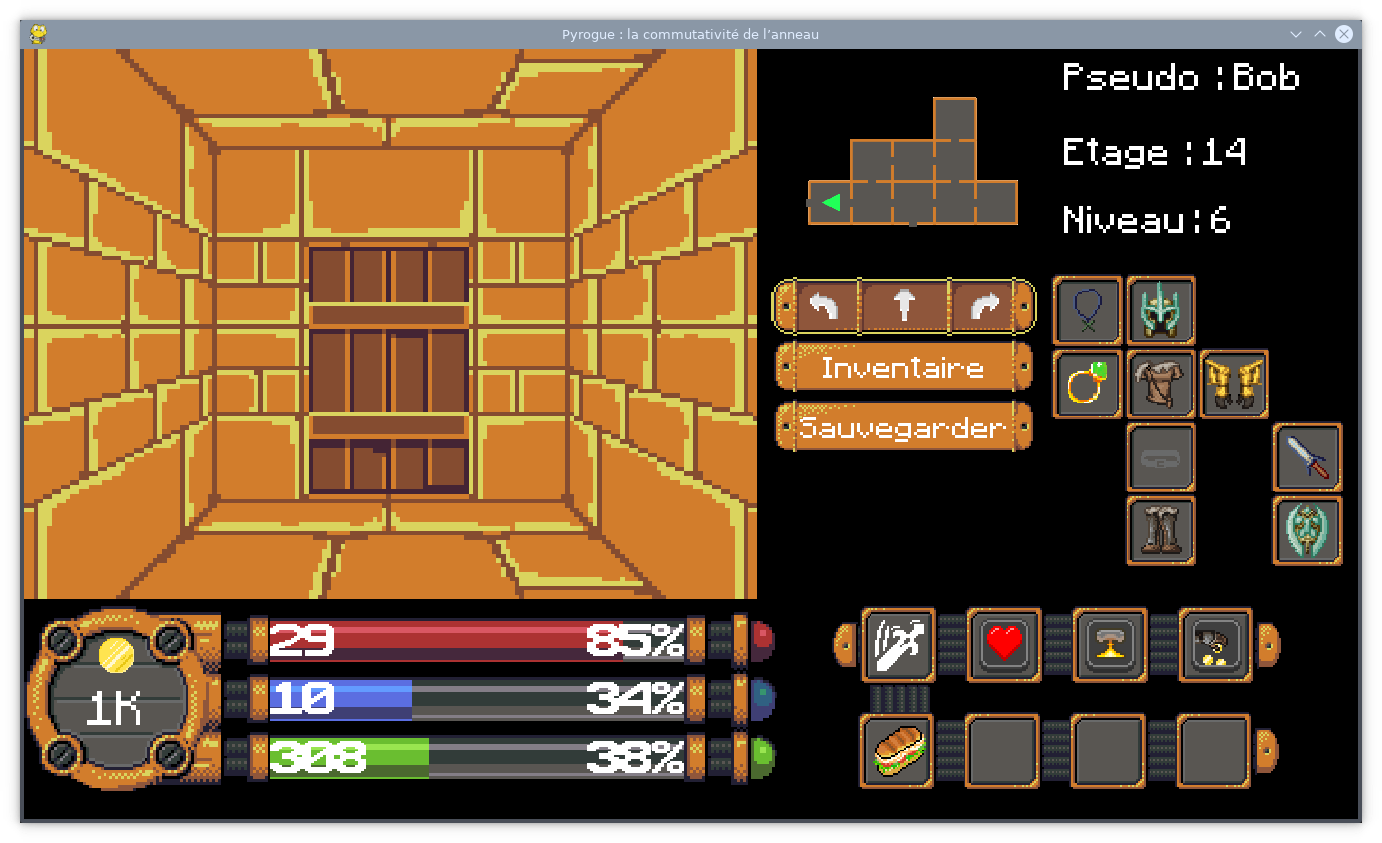 Pyrogue : la commutativité de l’anneau
Pseudo :Bob
Etage :14
Niveau:6
Inventaire
Sauvegarder
1K
29 85%
10 34%
308 38%